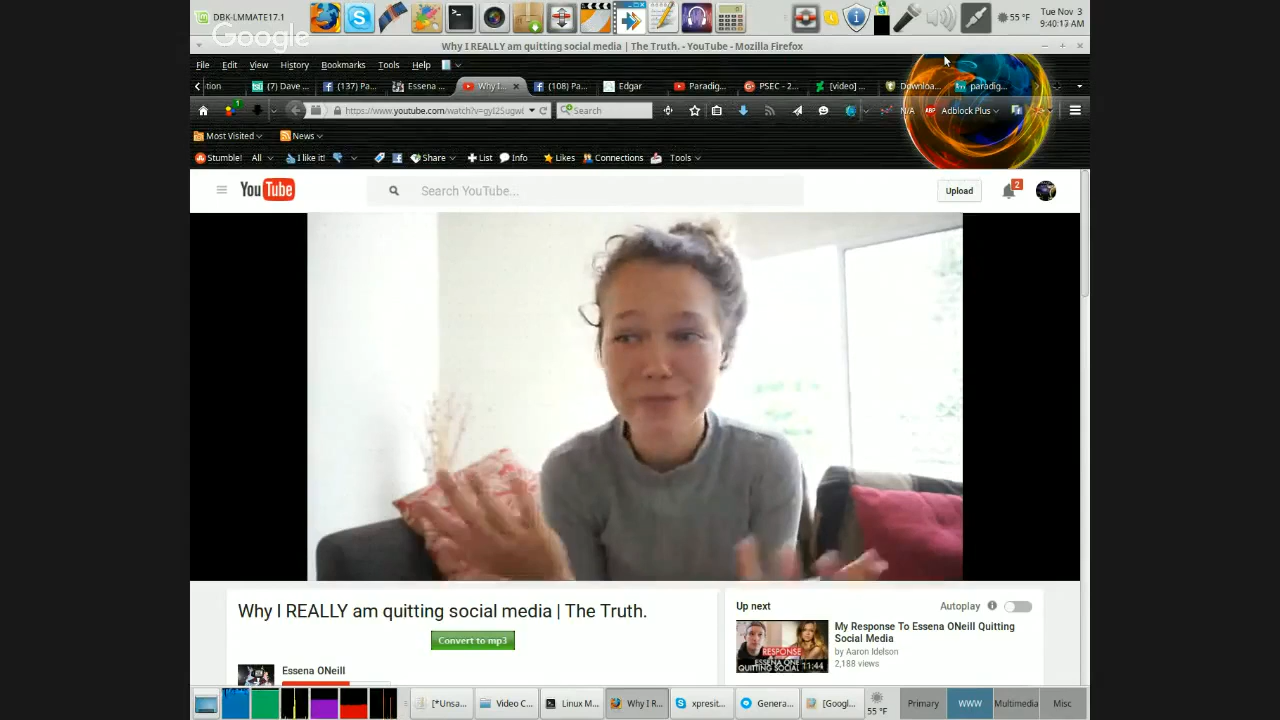 DBK-LMMATE17.1
55 °F
Tue Nov 3
9:40:17 AM
Google
Why I REALLY am quitting social media | The Truth. - YouTube - Mozilla Firefox
File Edit View History Bookmarks Tools Help
tion
(7) Dave ...
(137) Pa...
Essena ...
Why I...
(108) Pa...
Edgar
Paradig...
PSEC - 2...
[video] ...
Downloa...
paradig...
https://www.youtube.com/watch?v=gyI2Sugw
Search
N/A
Adblock Plus
Most Visited
News
Stumble!
All
I like it!
Share
List
Info
Likes
Connections
Tools
YouTube
Search YouTube...
Upload
2
Why I REALLY am quitting social media | The Truth.
Convert to mp3
Essena ONeill
Up next
Autoplay
My Response To Essena ONeill Quitting
Social Media
by Aaron Idelson
2,188 views
RESPONSE
QUITTING SOCIAL
11:44
[*Unsa...
Video C...
Linux M...
Why I R...
xpresit...
Genera...
[Googl...
55 °F
Primary
WWW
Multimedia
Misc